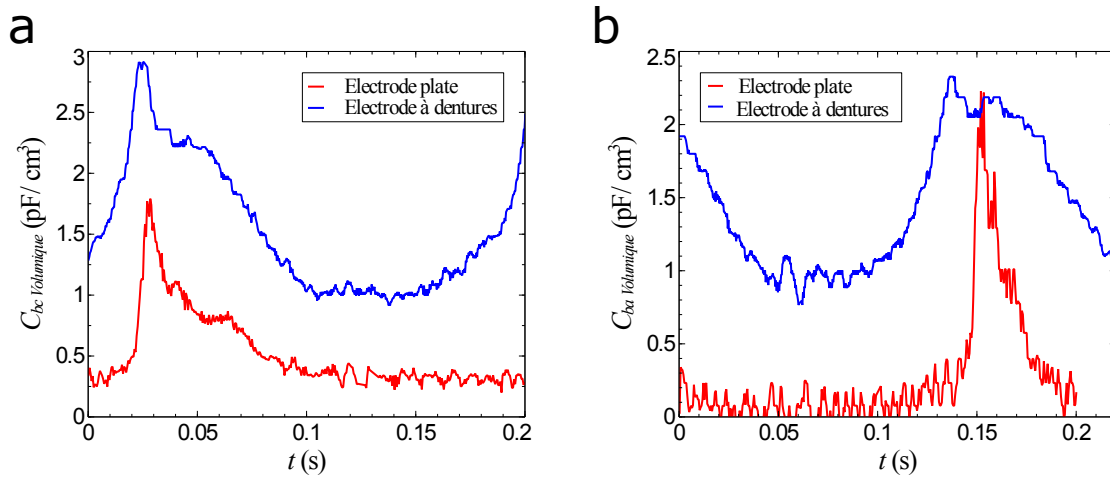 a
3
2.5
2
1.5
1
0.5
0
0
0.05
0.1
0.15
0.2
t (s)
C_bc Volumique (pF/ cm³)
Electrode plate
Electrode à dentures
b
2.5
2
1.5
1
0.5
0
0
0.05
0.1
0.15
0.2
t (s)
C_ba Volumique (pF/ cm³)
Electrode plate
Electrode à dentures